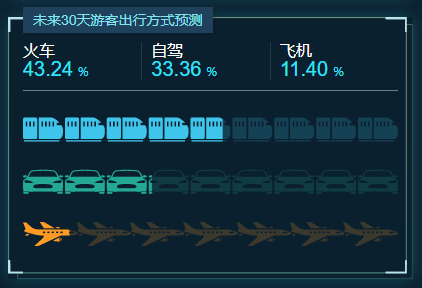 未来30天游客出行方式预测
火车 自驾 飞机
43.24 % 33.36 % 11.40 %